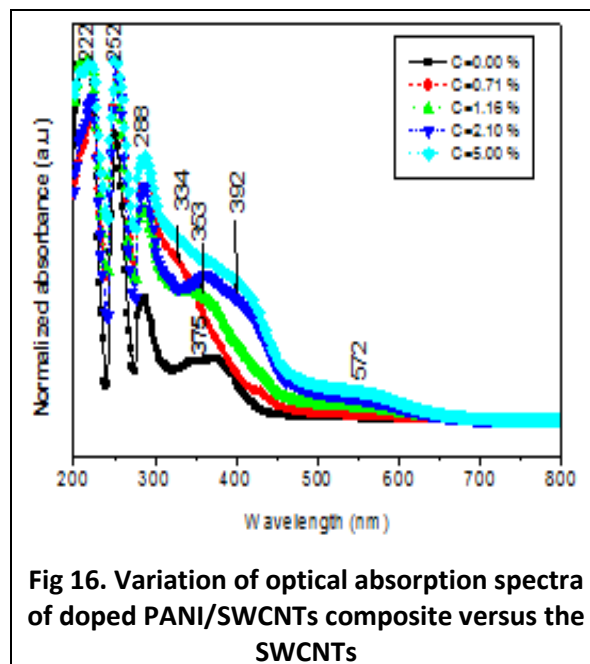 222
252
288
334
353
392
375
572
C=0.00 %
C=0.71 %
C=1.16 %
C=2.10 %
C=5.00 %
Normalized absorbance (a.u)
200 300 400 500 600 700 800
Wavelength (nm)
Fig 16. Variation of optical absorption spectra
of doped PANI/SWCNTs composite versus the
SWCNTs